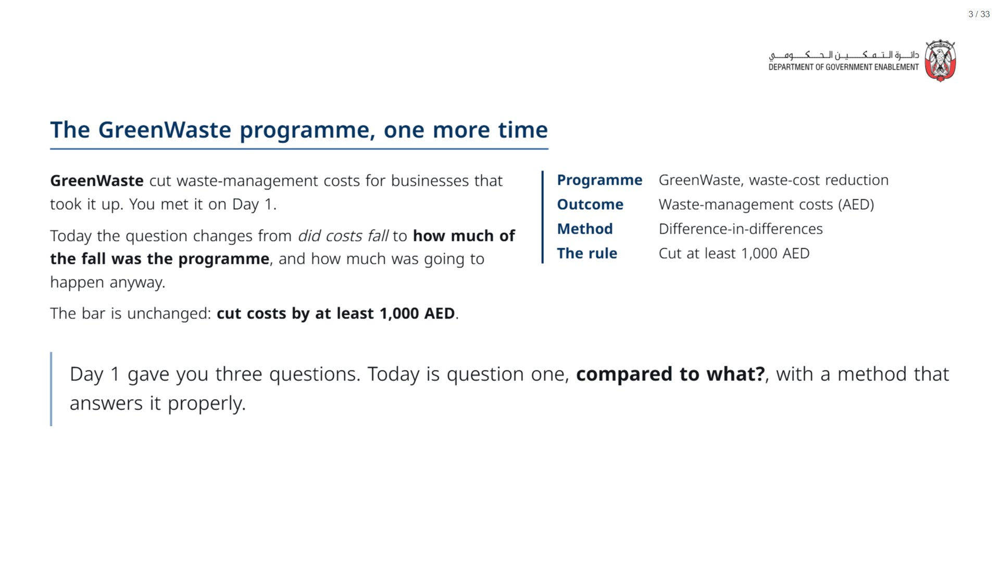 3 / 33
دائرة التمكين الحكومي
DEPARTMENT OF GOVERNMENT ENABLEMENT
The GreenWaste programme, one more time
GreenWaste cut waste-management costs for businesses that
took it up. You met it on Day 1.
Today the question changes from did costs fall to how much of
the fall was the programme, and how much was going to
happen anyway.
The bar is unchanged: cut costs by at least 1,000 AED.
Programme GreenWaste, waste-cost reduction
Outcome Waste-management costs (AED)
Method Difference-in-differences
The rule Cut at least 1,000 AED
Day 1 gave you three questions. Today is question one, compared to what?, with a method that
answers it properly.